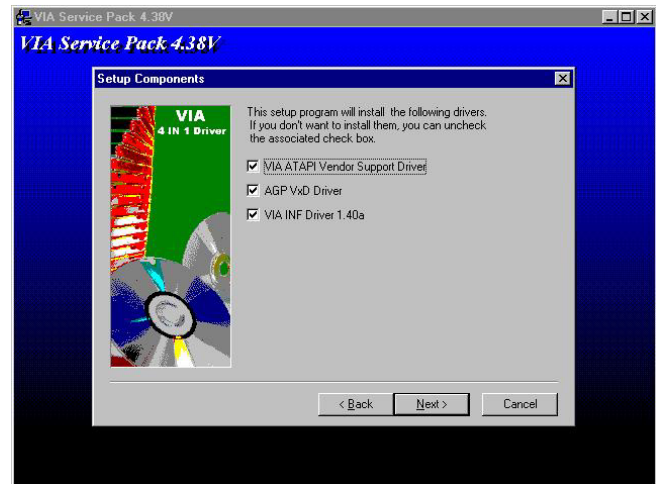 VIA Service Pack 4.38V
VIA Service Pack 4.38V
Setup Components
VIA
4 IN 1 Driver
This setup program will install the following drivers.
If you don't want to install them, you can uncheck
the associated check box.
VIA ATAPI Vendor Support Driver
AGP VxD Driver
VIA INF Driver 1.40a
< Back
Next >
Cancel